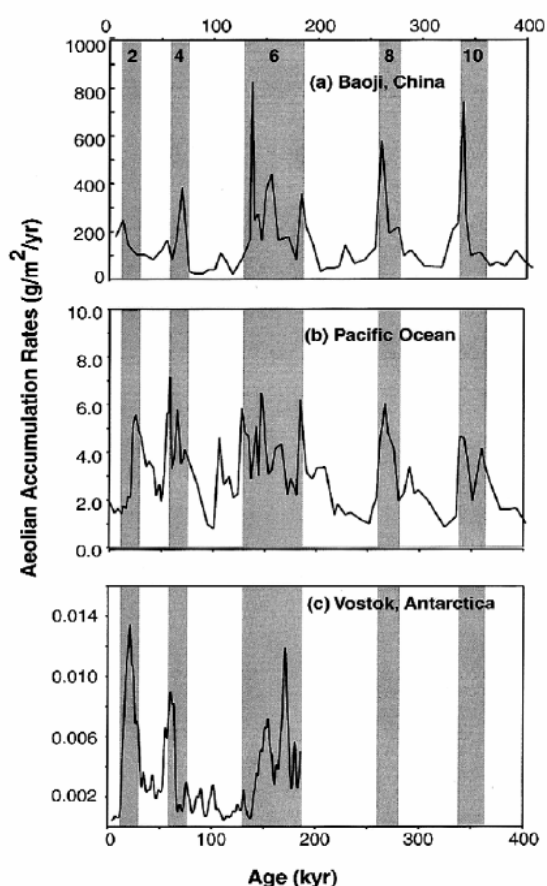 0 100 200 300 400
2 4 6 8 10
(a) Baoji, China
1000
800
600
400
200
0
Aeolian Accumulation Rates (g/m²/yr)
10.0
(b) Pacific Ocean
8.0
6.0
4.0
2.0
0.0
(c) Vostok, Antarctica
0.014
0.010
0.006
0.002
0 100 200 300 400
Age (kyr)